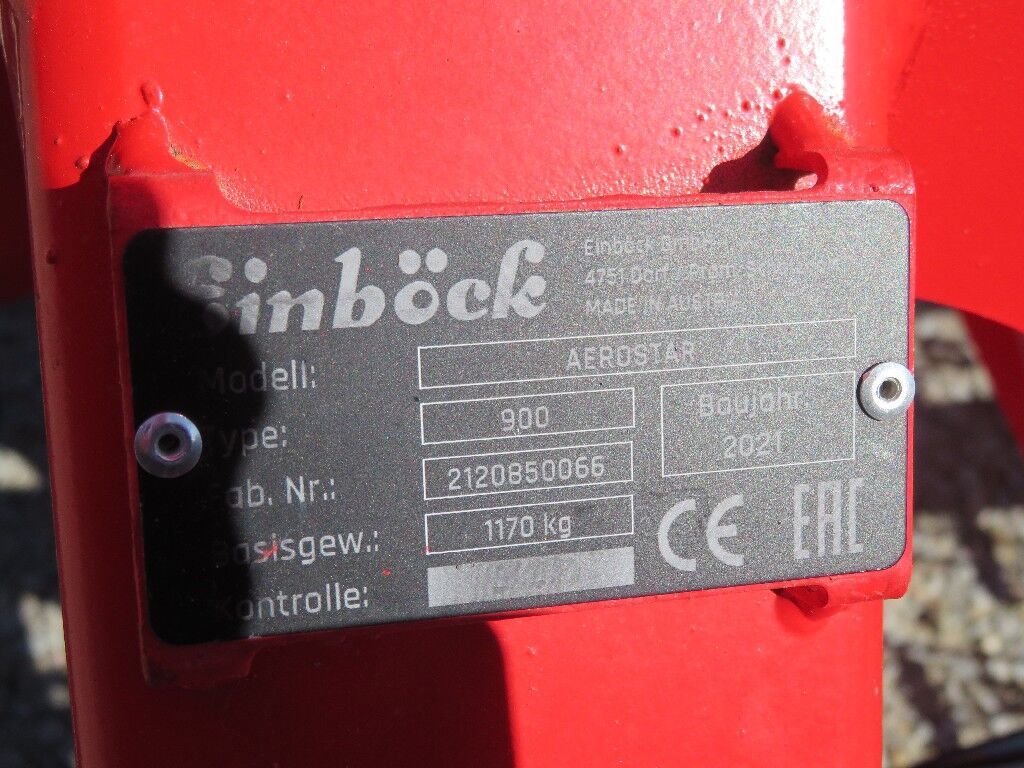 Einböck
Einböck GmbH
4751 Dorf / Pram
MADE IN AUSTRIA
Modell: AEROSTAR
Type: 900
Baujahr:
2021
Fab. Nr.: 2120850066
Basisgew.: 1170 kg
Kontrolle:
CE EAC